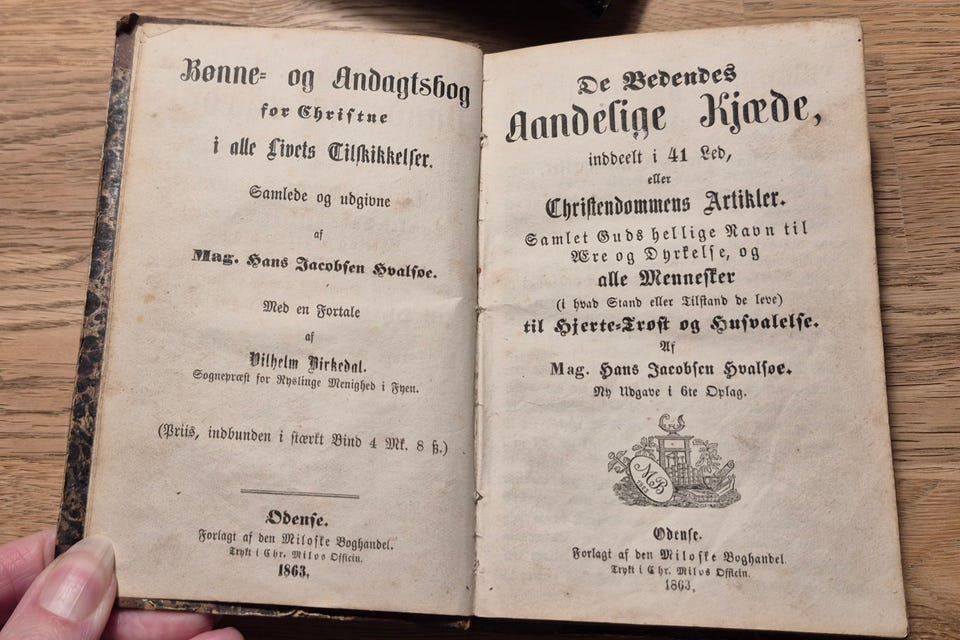 Bønne- og Andagtsbog
for Christne
i alle Livets Tilskikkelser.
Samlede og udgivne
af
Mag. Hans Jacobsen Hvalsøe.
Med en Fortale
af
Vilhelm Birkedal.
Sognepræst for Ryslinge Menighed i Fyen.
(Priis, indbunden i stærkt Bind 4 Mk. 8 ß.)
Odense.
Forlagt af den Miloske Boghandel.
Trykt i Chr. Milos Officin.
1863.
De Bedendes
Aandelige Kjæde,
inddeelt i 41 Led,
eller
Christendommens Artikler.
Samlet Guds hellige Navn til
Ære og Dyrkelse, og
alle Mennesker
(i hvad Stand eller Tilstand de leve)
til Hjerte-Trøst og Husvalelse.
Af
Mag. Hans Jacobsen Hvalsøe.
Ny Udgave i 6te Oplag.
MB
Odense.
Forlagt af den Miloske Boghandel
Trykt i Chr. Milos Officin.
1863,